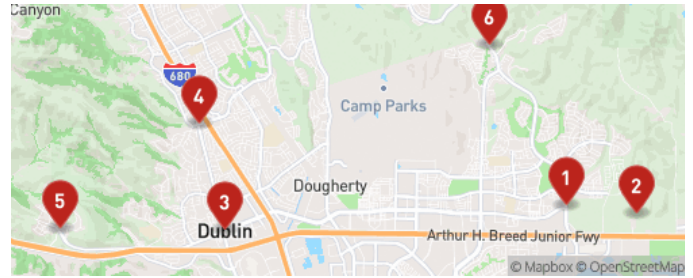 Canyon
6
680
4
Camp Parks
5
3
Dougherty
1
2
Dublin
Arthur H. Breed Junior Fwy
© Mapbox © OpenStreetMap